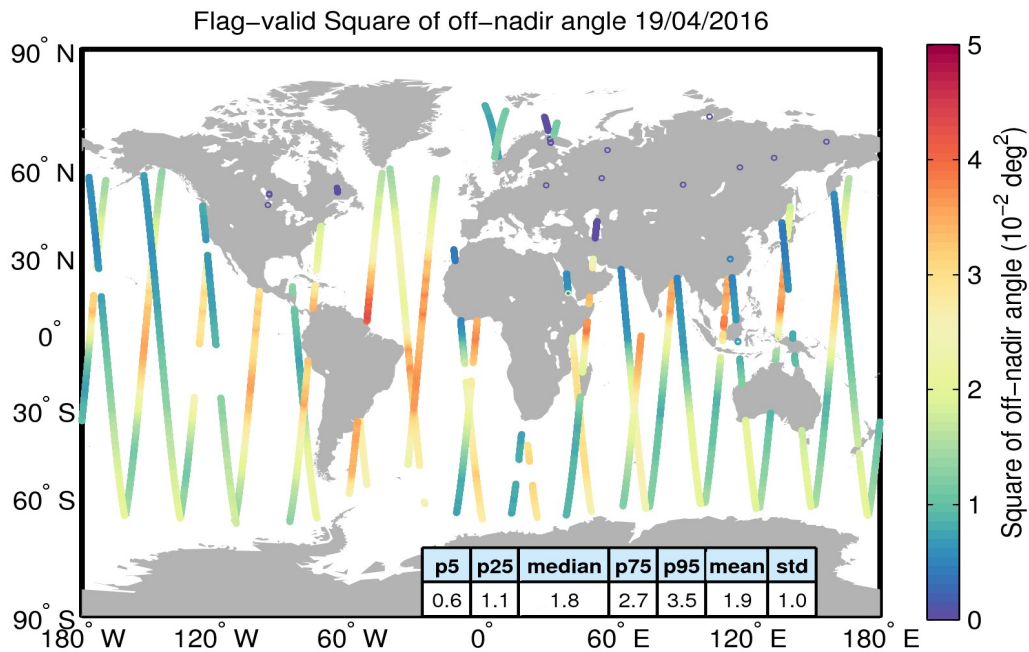 Flag-valid Square of off-nadir angle 19/04/2016
90° N
60° N
30° N
0°
30° S
60° S
90° S
180° W
120° W
60° W
0°
60° E
120° E
180° E
p5 p25 median p75 p95 mean std
0.6 1.1 1.8 2.7 3.5 1.9 1.0
5
4
3
2
1
0
Square of off-nadir angle (10⁻² deg²)